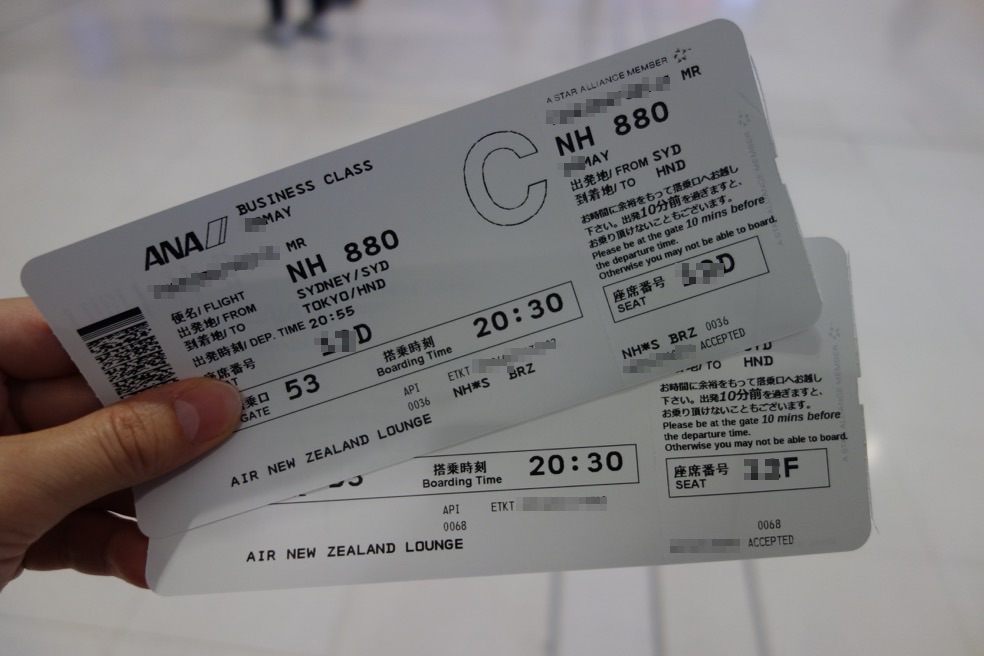 ANA BUSINESS CLASS
MAY
MR
便名/ FLIGHT NH 880
出発地/ FROM SYDNEY/SYD
到着地/ TO TOKYO/HND
出発時刻/ DEP. TIME 20:55
座席番号 D
搭乗時刻 20:30
Boarding Time
GATE 53
API ETKT
0036 NH*S BRZ
AIR NEW ZEALAND LOUNGE
C
A STAR ALLIANCE MEMBER
MR
NH 880
MAY
出発地/ FROM SYD
到着地/ TO HND
お時間に余裕をもって搭乗口へお越し
下さい。出発10分前を過ぎますと、
お乗り頂けないこともございます。
Please be at the gate 10 mins before
the departure time.
Otherwise you may not be able to board.
座席番号 D
SEAT
NH*S BRZ 0036
ACCEPTED
搭乗時刻 20:30
Boarding Time
API ETKT
0068
AIR NEW ZEALAND LOUNGE
HND
お時間に余裕をもって搭乗口へお越し
下さい。出発10分前を過ぎますと、
お乗り頂けないこともございます。
Please be at the gate 10 mins before
the departure time.
Otherwise you may not be able to board.
座席番号 F
SEAT
0068
ACCEPTED